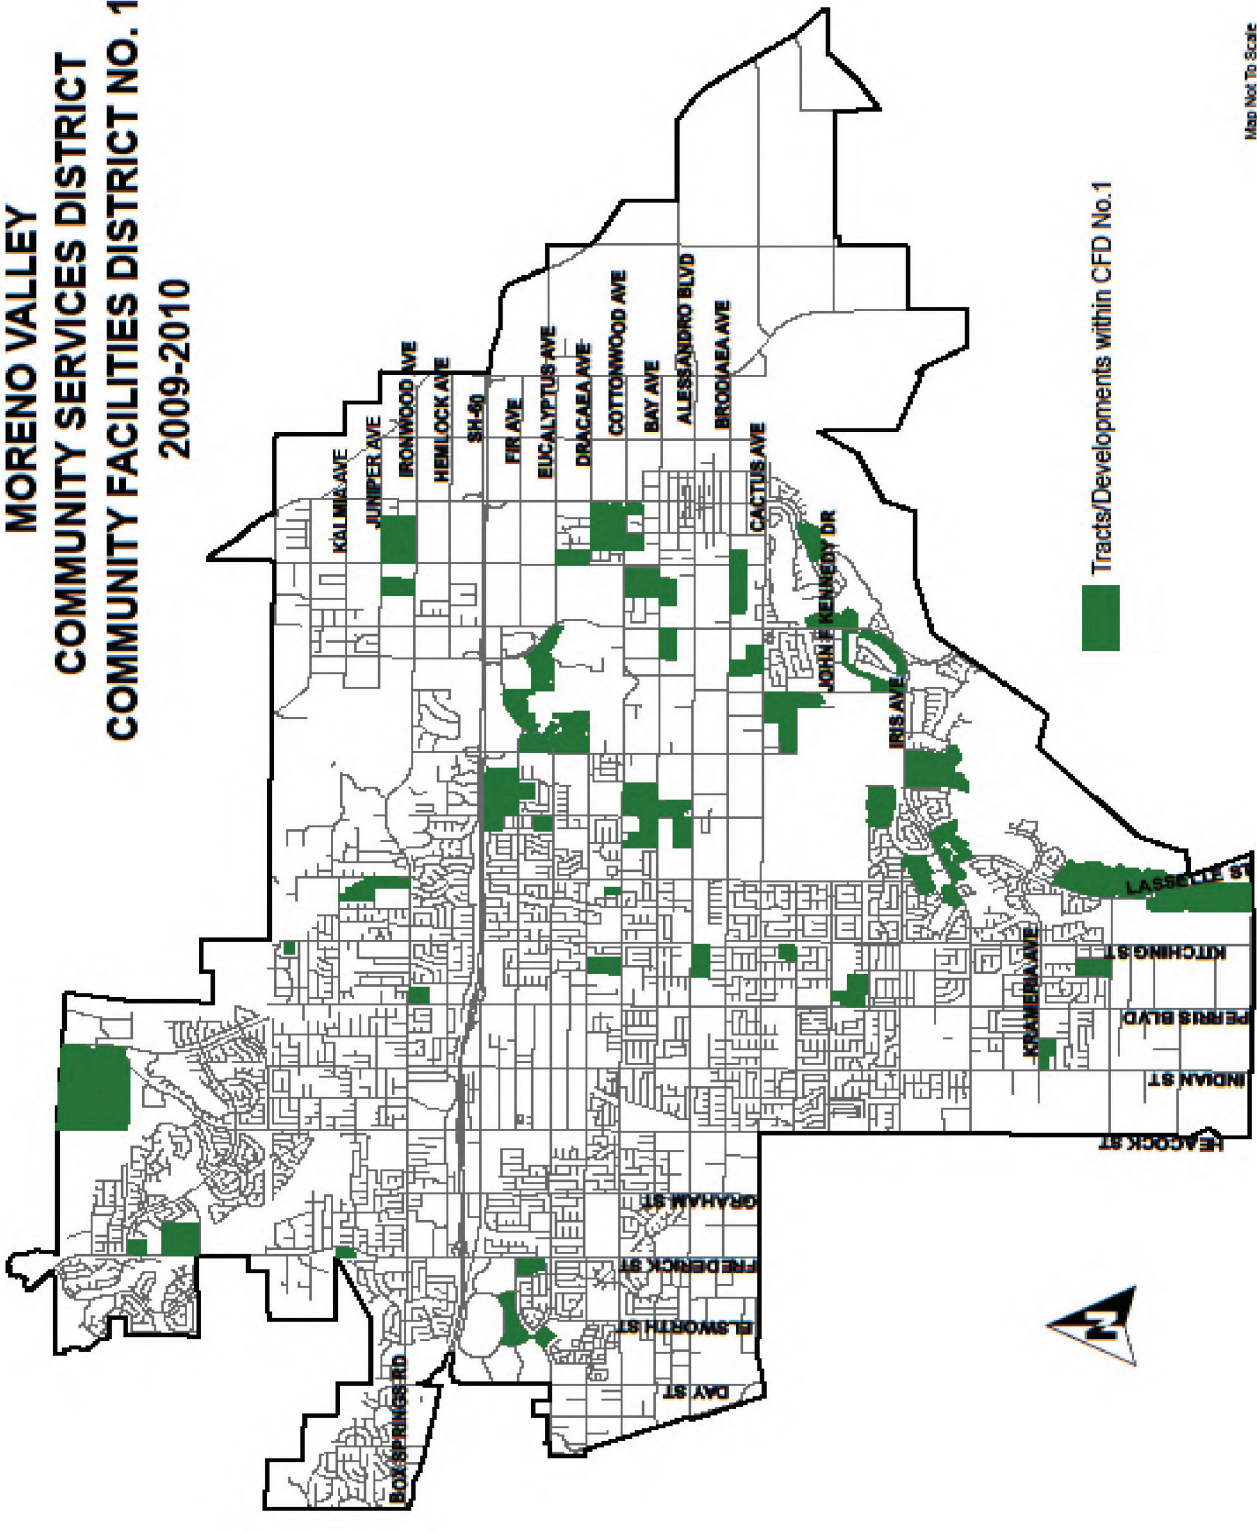 MORENO VALLEY
COMMUNITY SERVICES DISTRICT
COMMUNITY FACILITIES DISTRICT NO. 1
2009-2010
KALMIA AVE
JUNIPER AVE
IRONWOOD AVE
HEMLOCK AVE
SH-60
FIR AVE
EUCALYPTUS AVE
DRACAEA AVE
COTTONWOOD AVE
BAY AVE
ALESSANDRO BLVD
BRODIAEA AVE
CACTUS AVE
JOHN F KENNEDY DR
IRIS AVE
KRAMERIA AVE
BOX SPRINGS RD
DAY ST
ELSWORTH ST
FREDERICK ST
GRAHAM ST
HEACOCK ST
INDIAN ST
PERRIS BLVD
KITCHING ST
LASSELLE ST
N
Tracts/Developments within CFD No.1
Map Not To Scale